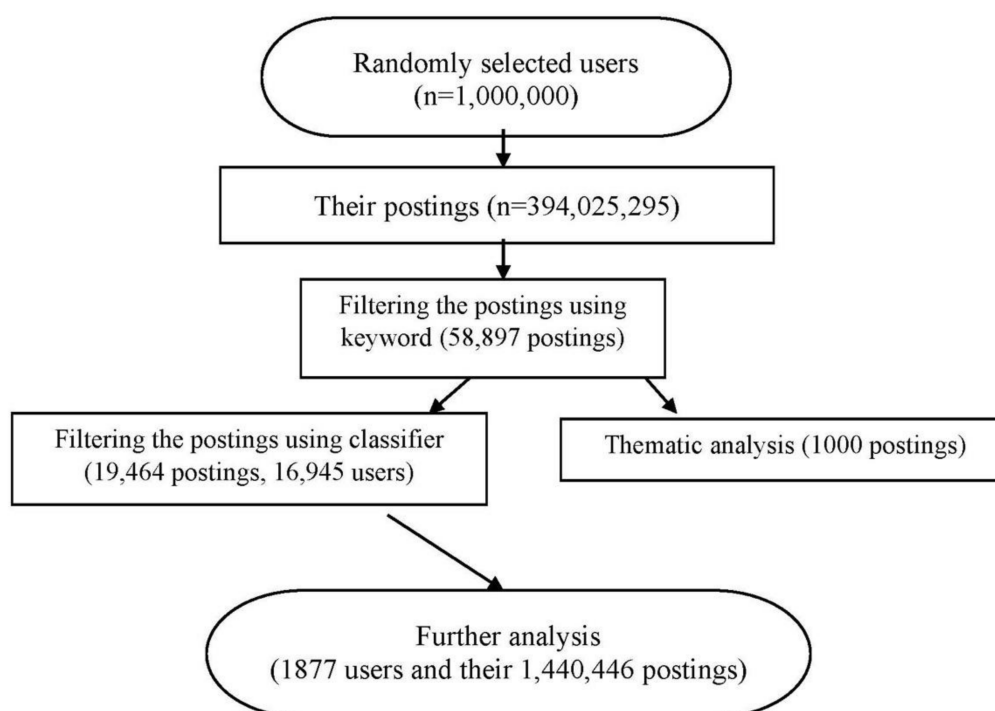 Randomly selected users
(n=1,000,000)
Their postings (n=394,025,295)
Filtering the postings using
keyword (58,897 postings)
Filtering the postings using classifier
(19,464 postings, 16,945 users)
Thematic analysis (1000 postings)
Further analysis
(1877 users and their 1,440,446 postings)